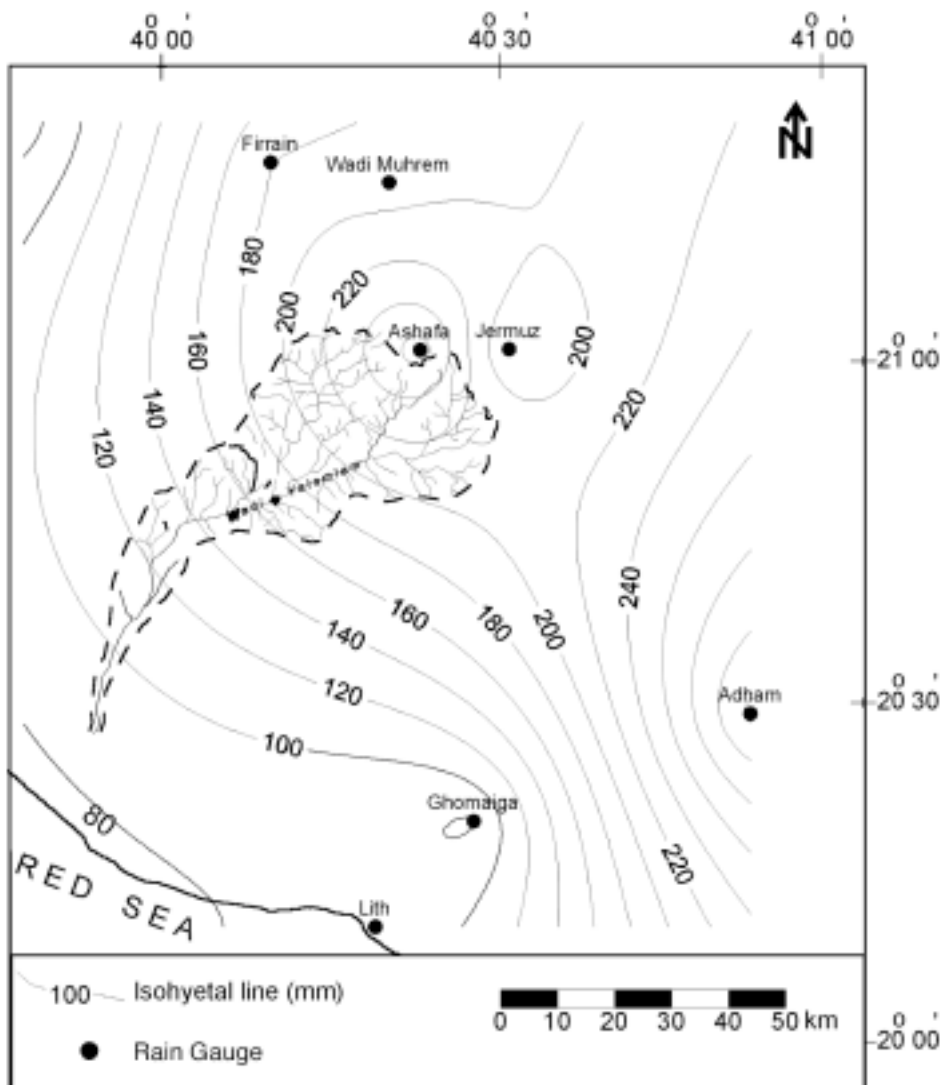 40 00
40 30
41 00
N
Firrain
Wadi Muhrem
180
220
200
Ashafa
Jermuz
200
160
21 00
140
220
120
Wadi Yalamlam
240
160
180
200
140
Adham
20 30
120
100
Ghomaiga
80
220
RED SEA
Lith
100 Isohyetal line (mm)
0 10 20 30 40 50 km
Rain Gauge
20 00